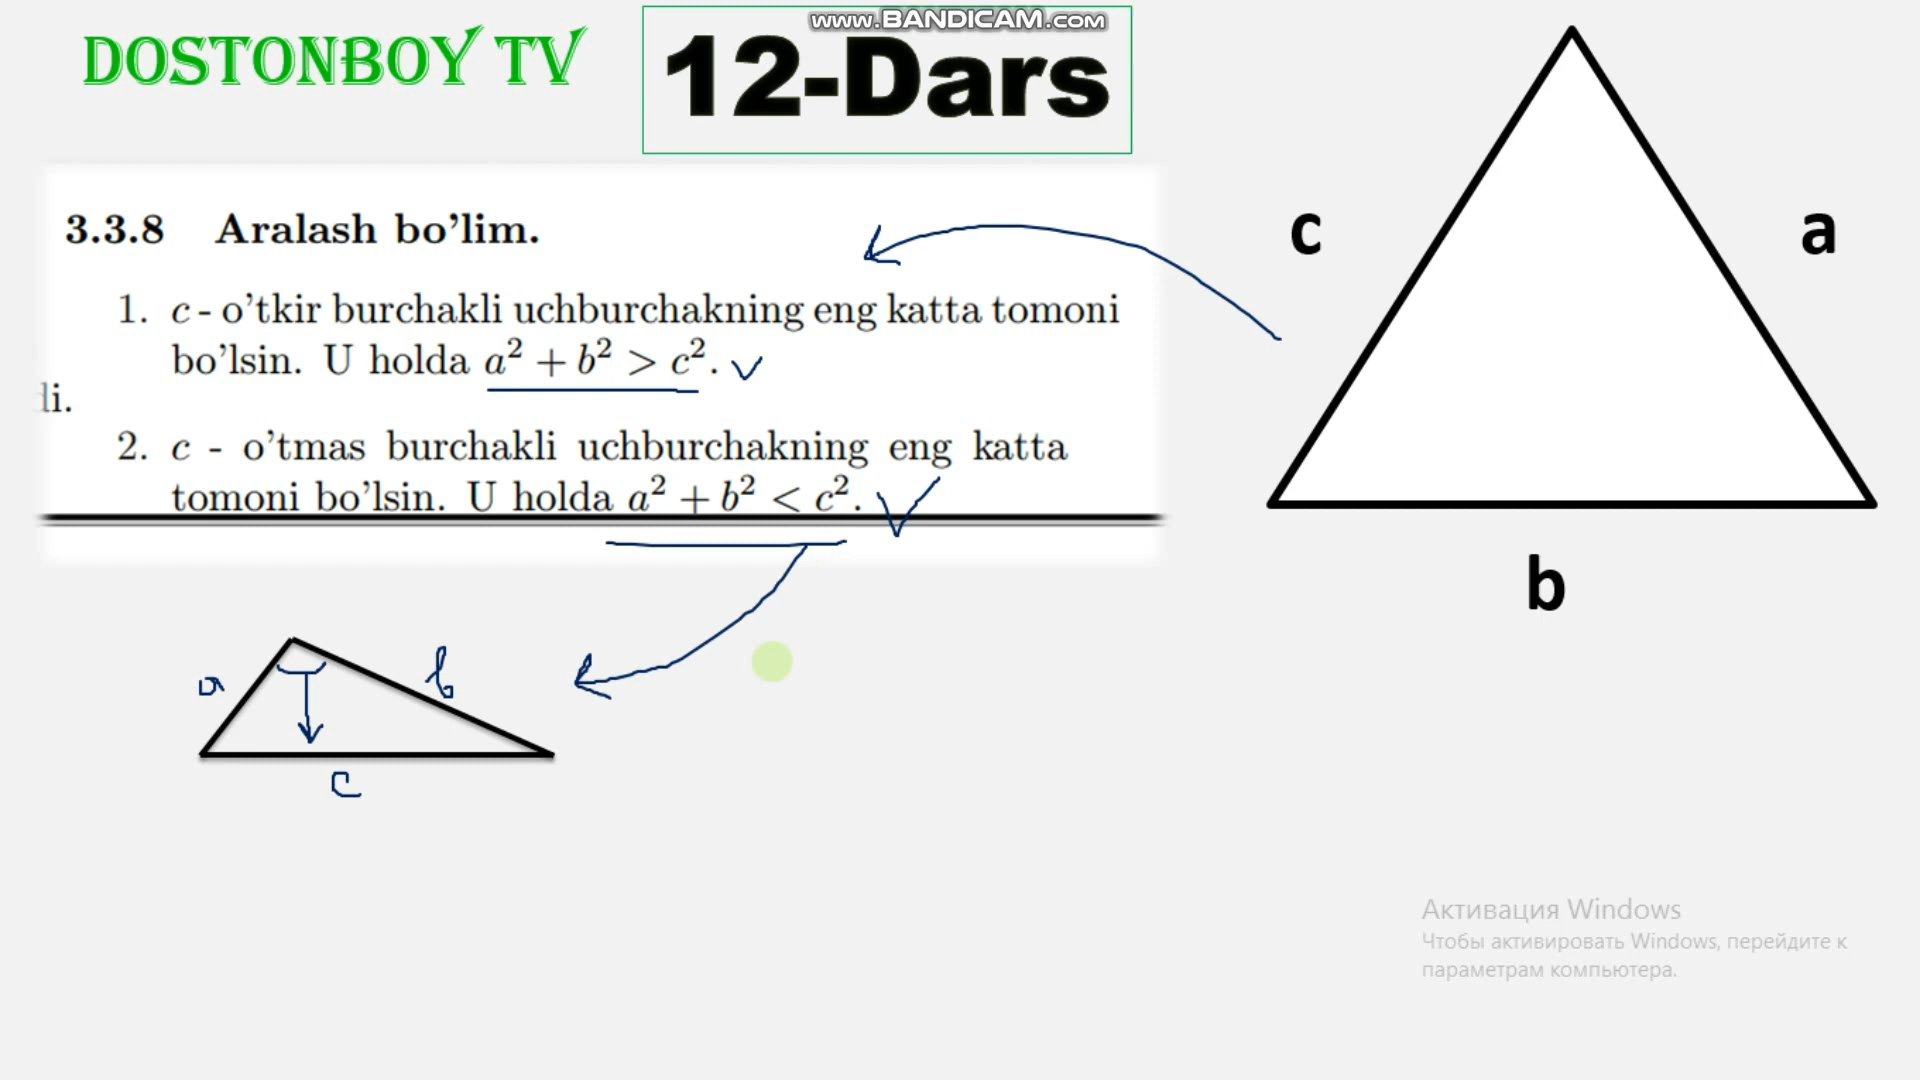 www.BANDICAM.com
DOSTONBOY TV
12-Dars
3.3.8 Aralash bo'lim.
1. c - o'tkir burchakli uchburchakning eng katta tomoni
bo'lsin. U holda a² + b² > c².
li.
2. c - o'tmas burchakli uchburchakning eng katta
tomoni bo'lsin. U holda a² + b² < c².
c
a
b
a
b
c
Активация Windows
Чтобы активировать Windows, перейдите к
параметрам компьютера.